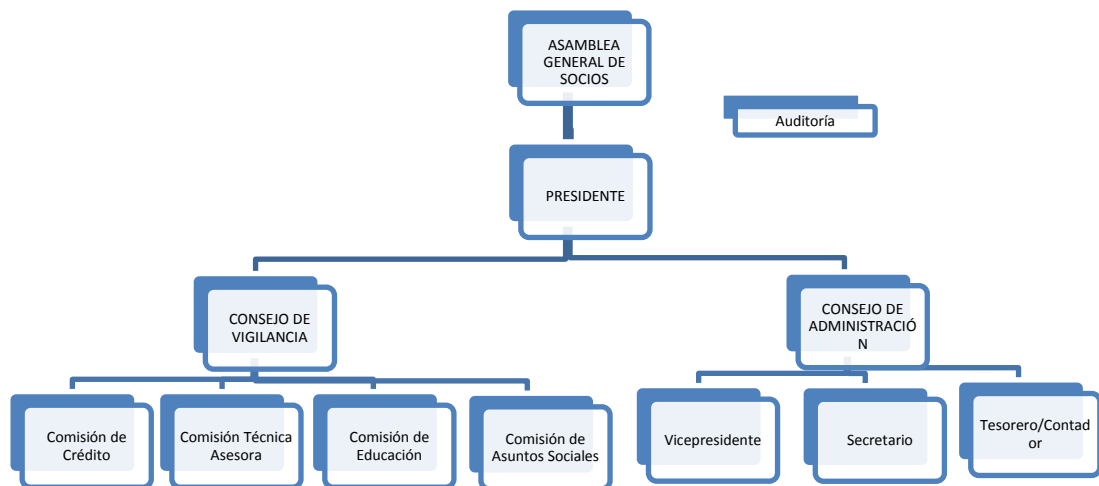 ASAMBLEA
GENERAL DE
SOCIOS
Auditoría
PRESIDENTE
CONSEJO DE
VIGILANCIA
CONSEJO DE
ADMINISTRACIÓ
N
Comisión de
Crédito
Comisión Técnica
Asesora
Comisión de
Educación
Comisión de
Asuntos Sociales
Vicepresidente
Secretario
Tesorero/Contad
or